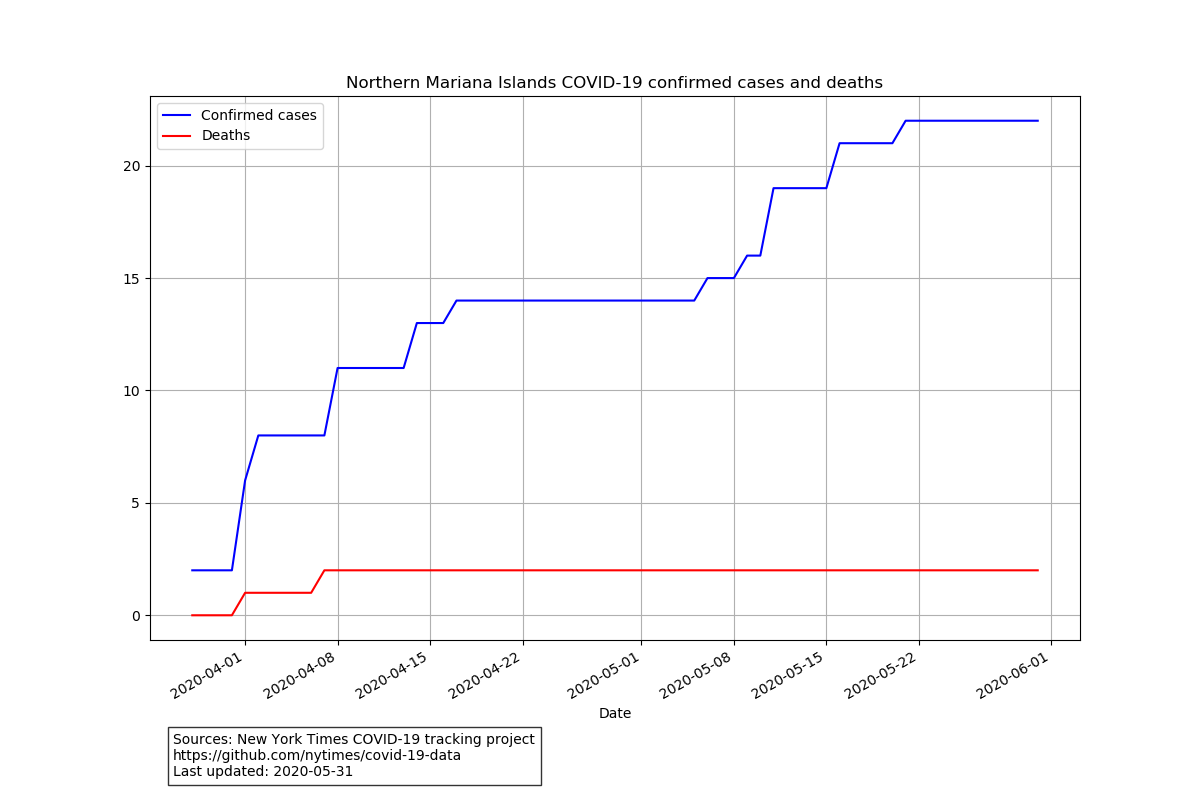 Northern Mariana Islands COVID-19 confirmed cases and deaths
Confirmed cases
Deaths
20
15
10
5
0
2020-04-01
2020-04-08
2020-04-15
2020-04-22
2020-05-01
2020-05-08
2020-05-15
2020-05-22
2020-06-01
Date
Sources: New York Times COVID-19 tracking project
https://github.com/nytimes/covid-19-data
Last updated: 2020-05-31